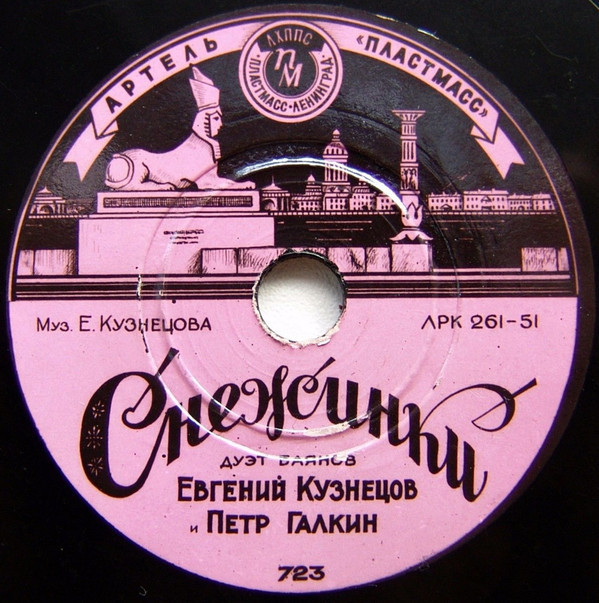 АРТЕЛЬ «ПЛАСТМАСС»
ЛХППС
ПМ
ПЛАСТМАСС • ЛЕНИНГРАД
Муз. Е. Кузнецова
ЛРК 261-51
Снежинки
ДУЭТ БАЯНОВ
ЕВГЕНИЙ КУЗНЕЦОВ
и ПЕТР ГАЛКИН
723